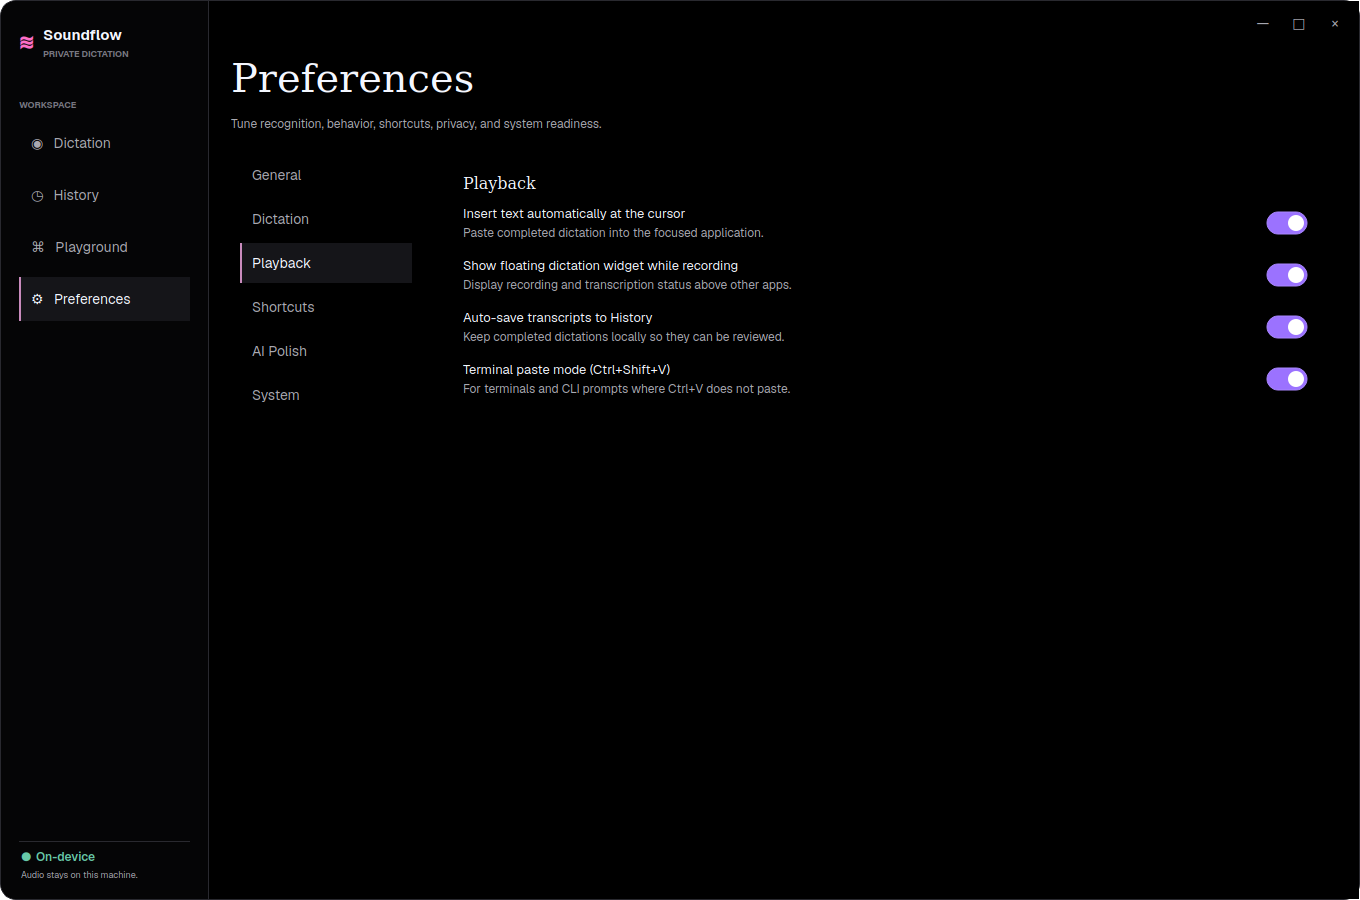 Soundflow
PRIVATE DICTATION
WORKSPACE
Dictation
History
Playground
Preferences
On-device
Audio stays on this machine.
Preferences
Tune recognition, behavior, shortcuts, privacy, and system readiness.
General
Dictation
Playback
Shortcuts
AI Polish
System
Playback
Insert text automatically at the cursor
Paste completed dictation into the focused application.
Show floating dictation widget while recording
Display recording and transcription status above other apps.
Auto-save transcripts to History
Keep completed dictations locally so they can be reviewed.
Terminal paste mode (Ctrl+Shift+V)
For terminals and CLI prompts where Ctrl+V does not paste.